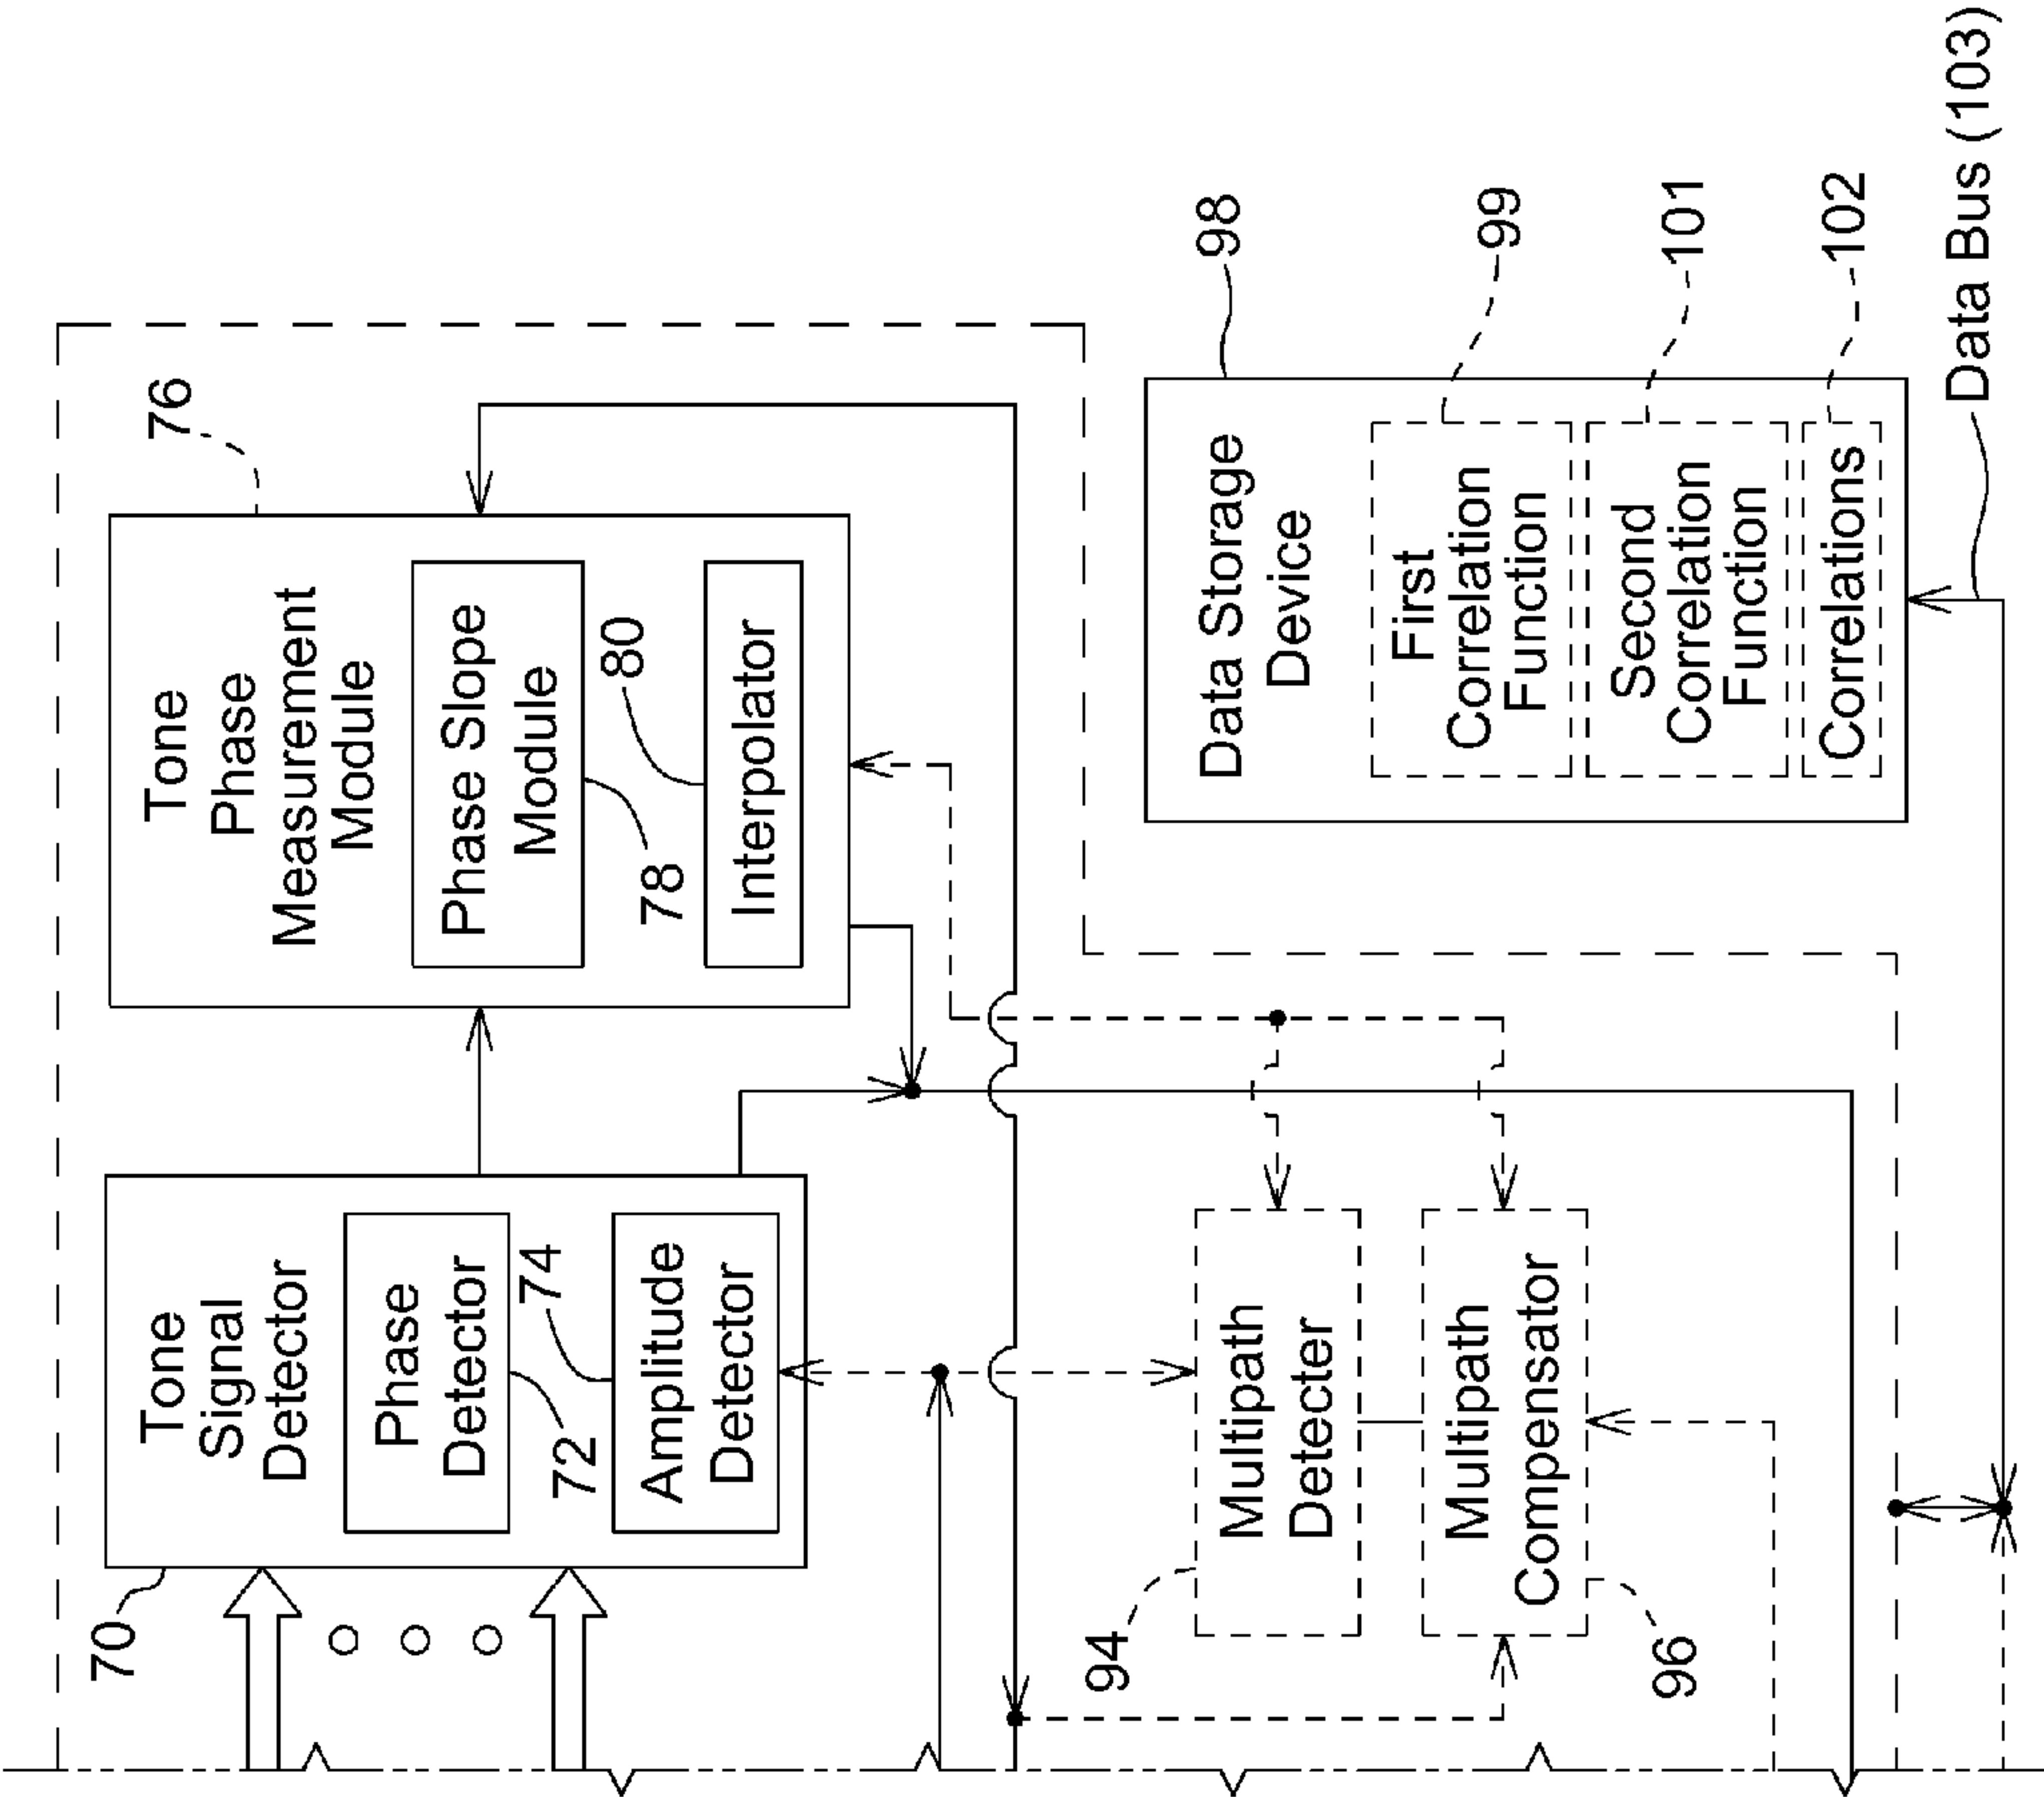 70
Tone
Signal
Detector
Phase
Detector
72
74
Amplitude
Detector
76
Tone
Phase
Measurement
Module
Phase Slope
Module
78
80
Interpolator
94
Multipath
Detecter
Multipath
Compensator
96
98
Data Storage
Device
First
Correlation
Function
99
Second
Correlation
Function
101
Correlations
102
Data Bus (103)